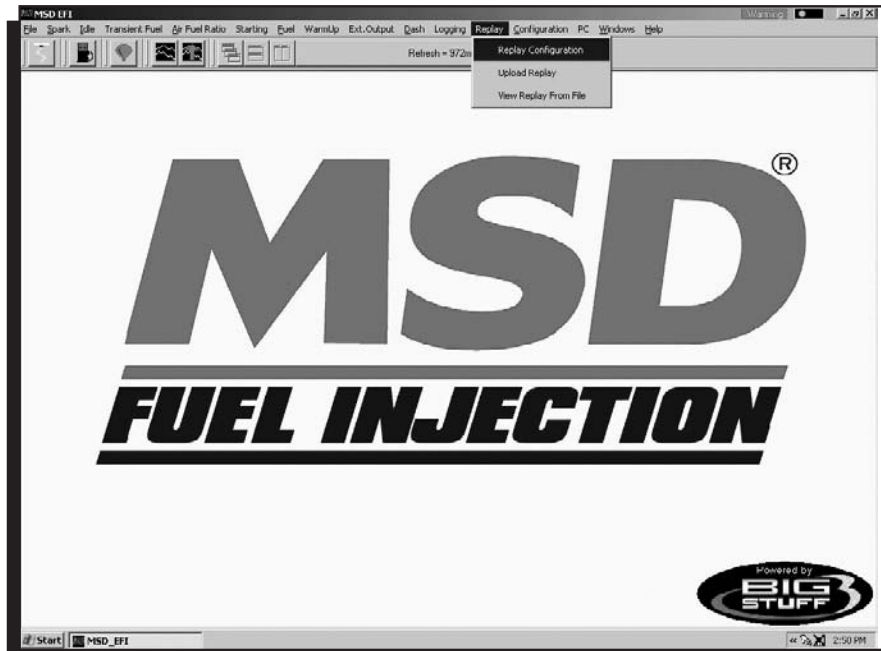 MSD EFI
Warning
File Spark Idle Transient Fuel Air Fuel Ratio Starting Fuel WarmUp Ext.Output Dash Logging Replay Configuration PC Windows Help
Refresh = 972m
Replay Configuration
Upload Replay
View Replay From File
MSD®
FUEL INJECTION
Powered by
BIG 3
STUFF
Start MSD_EFI « 2:50 PM